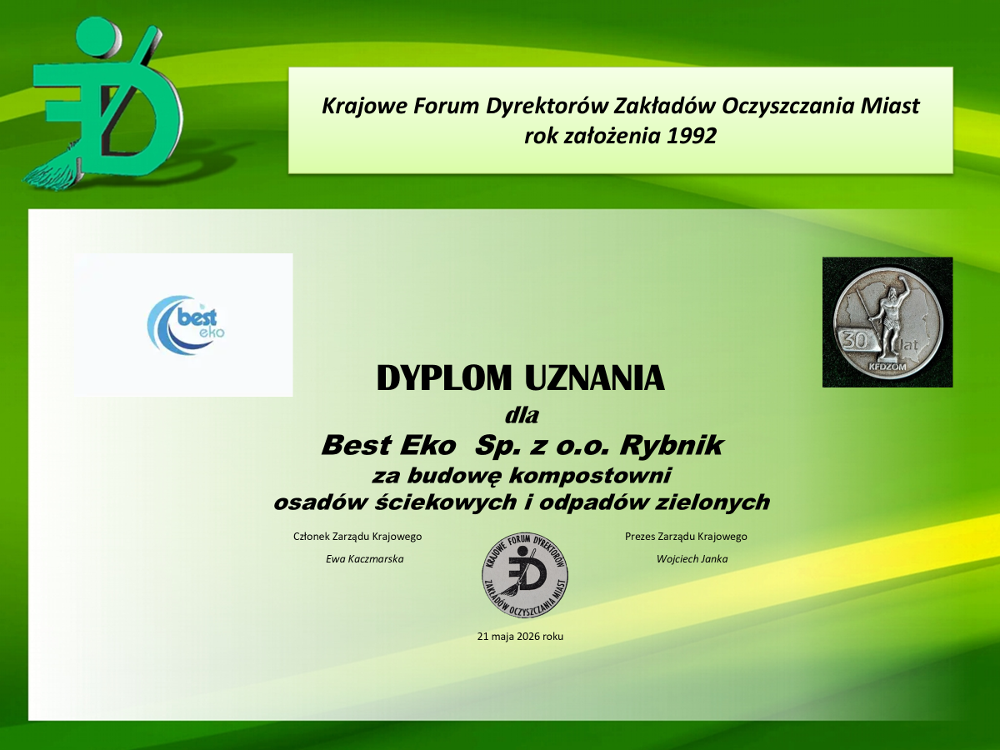 Krajowe Forum Dyrektorów Zakładów Oczyszczania Miast
rok założenia 1992
best
eko
30 lat
KFDZOM
DYPLOM UZNANIA
dla
Best Eko Sp. z o.o. Rybnik
za budowę kompostowni
osadów ściekowych i odpadów zielonych
Członek Zarządu Krajowego
Ewa Kaczmarska
Prezes Zarządu Krajowego
Wojciech Janka
KRAJOWE FORUM DYREKTORÓW
ZAKŁADÓW OCZYSZCZANIA MIAST
21 maja 2026 roku